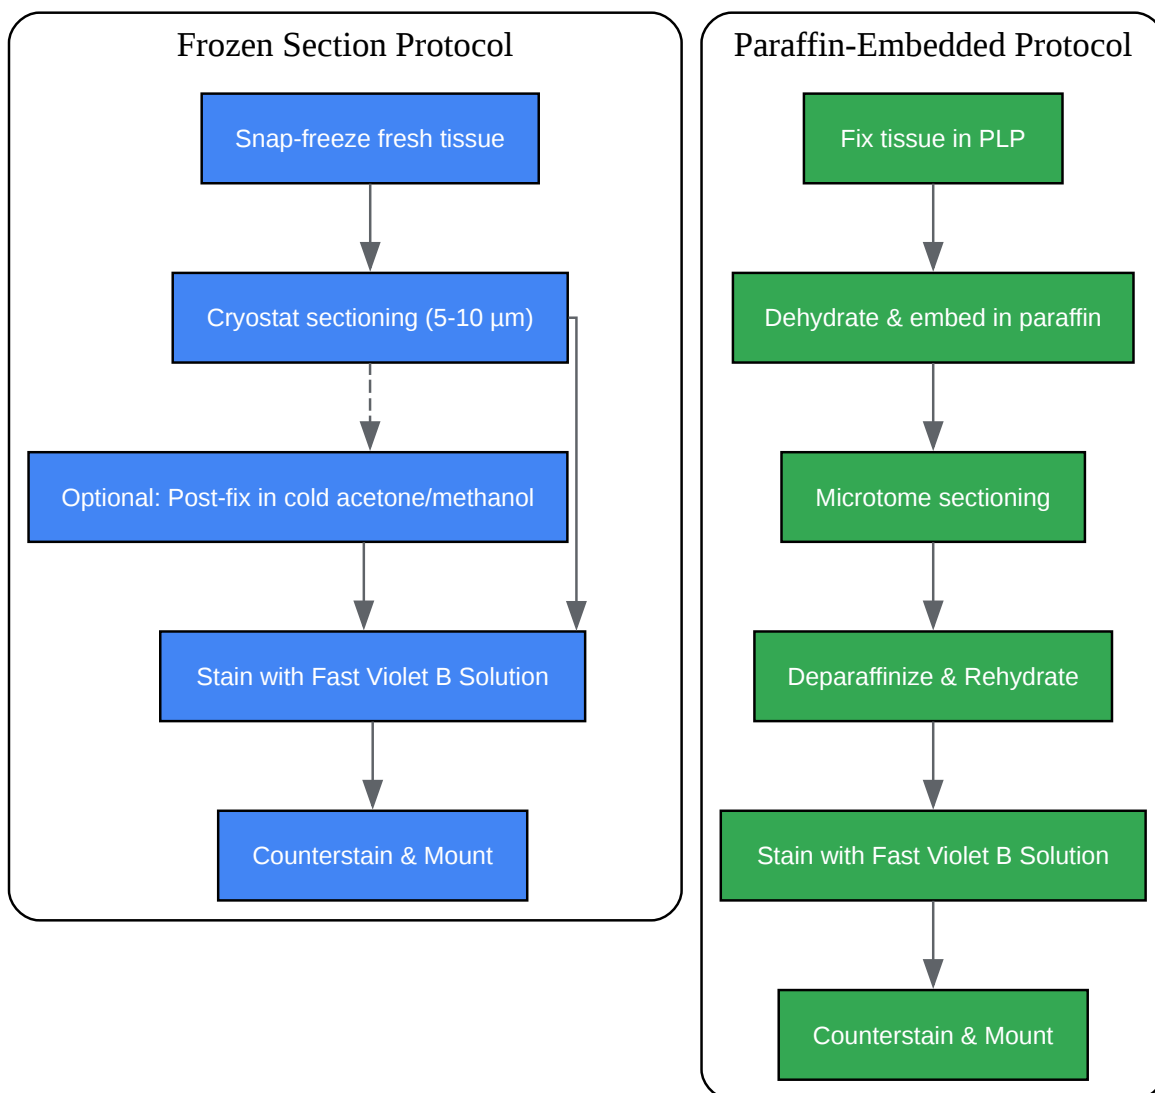 Frozen Section Protocol
Snap-freeze fresh tissue
Cryostat sectioning (5-10 µm)
Optional: Post-fix in cold acetone/methanol
Stain with Fast Violet B Solution
Counterstain & Mount
Paraffin-Embedded Protocol
Fix tissue in PLP
Dehydrate & embed in paraffin
Microtome sectioning
Deparaffinize & Rehydrate
Stain with Fast Violet B Solution
Counterstain & Mount